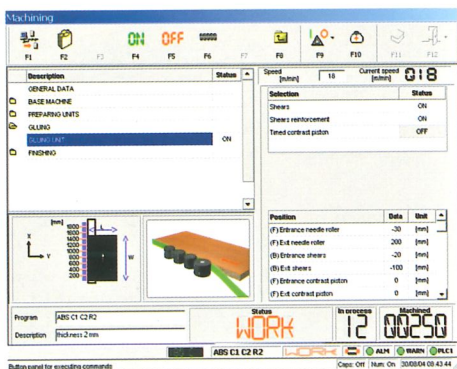 Machining
F1 F2 F3 ON F4 OFF F5 F6 F7 F8 F9 F10 F11 F12
Description Status
GENERAL DATA
BASE MACHINE
PREPARING UNITS
GLUING
GLUING UNIT ON
FINISHING
Speed [m/min] 18 Current speed [m/min] 018
Selection Status
Shears ON
Shears reinforcement ON
Timed contrast piston OFF
[mm]
1800
1600
1400
1200
1000
800
600
400
200
X
Y
L
W
Position Data Unit
(F) Entrance needle roller -30 [mm]
(F) Exit needle roller 200 [mm]
(B) Entrance shears -20 [mm]
(B) Exit shears -100 [mm]
(F) Entrance contrast piston 0 [mm]
(F) Exit contrast piston 0 [mm]
Program ABS C1 C2 R2
Description thickness 2 mm
Status
WORK
In process
12
Machined
00250
ABS C1 C2 R2 WORK ALM WARN PLC1
Button panel for executing commands Caps: Off Num: On 30/08/04 08:43:44